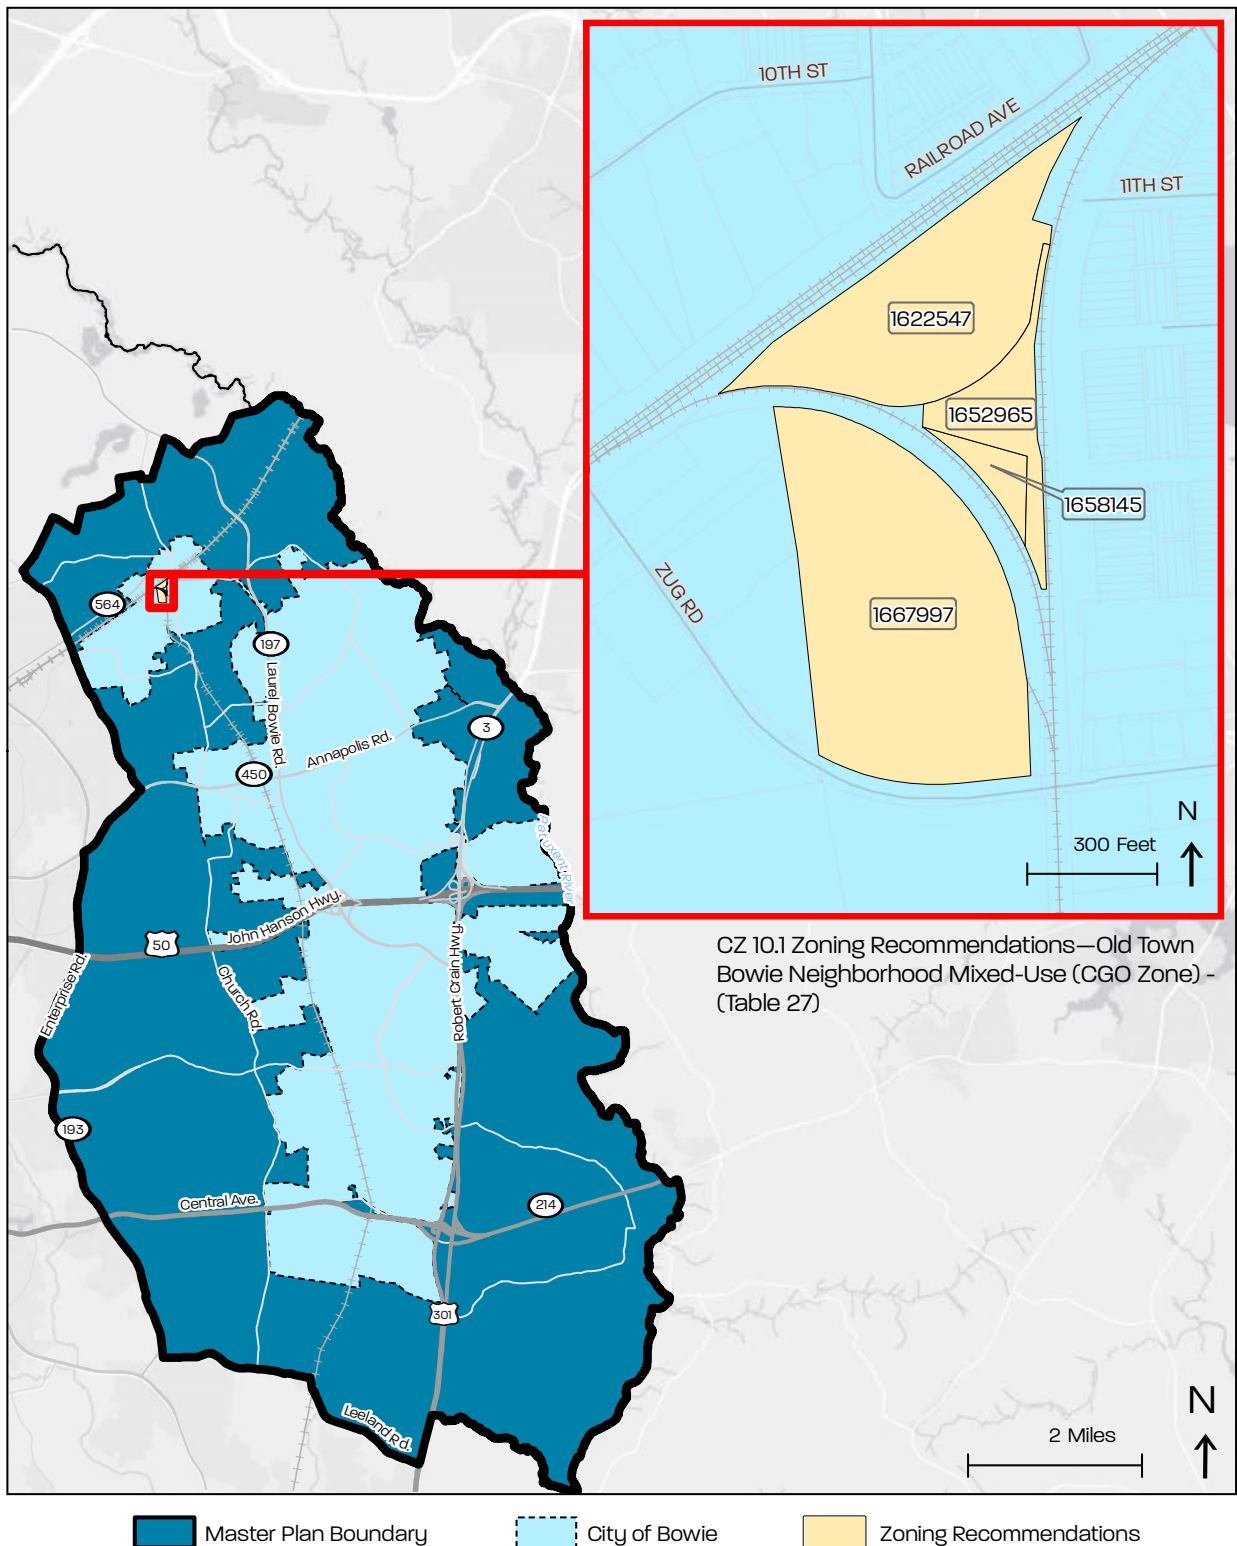 10TH ST
RAILROAD AVE
11TH ST
1622547
1652965
1658145
ZUG RD
1667997
N
300 Feet
CZ 10.1 Zoning Recommendations—Old Town
Bowie Neighborhood Mixed-Use (CGO Zone) -
(Table 27)
564
197
Laurel Bowie Rd.
3
Annapolis Rd.
450
Patuxent River
John Hanson Hwy.
50
Enterprise Rd.
Church Rd.
Robert Crain Hwy.
193
Central Ave.
214
301
Leeland Rd.
N
2 Miles
Master Plan Boundary
City of Bowie
Zoning Recommendations